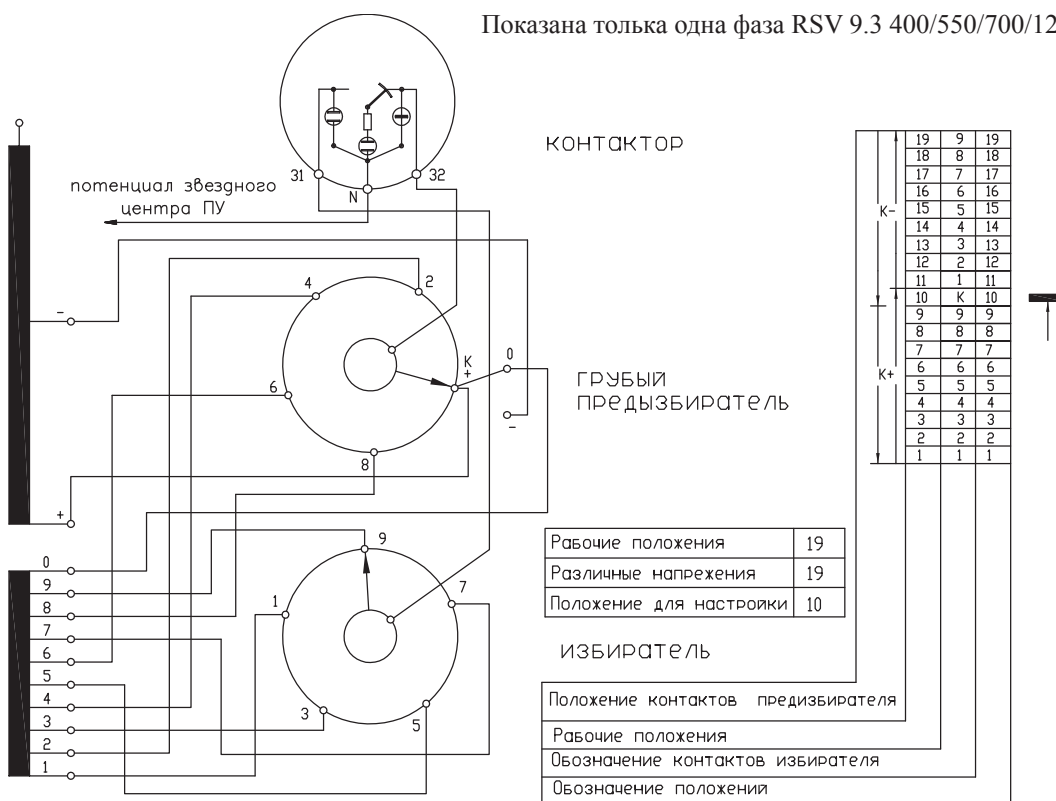 Показана толька одна фаза RSV 9.3 400/550/700/12
КОНТАКТОР
31
N
32
потенциал звездного
центра ПУ
-
4
2
6
К
+
0
-
8
ГРУБЫЙ
ПРЕДЫЗБИРАТЕЛЬ
+
0
9
8
7
6
5
4
3
2
1
9
1
7
3
5
ИЗБИРАТЕЛЬ
Рабочие положения 19
Различные напрежения 19
Положение для настройки 10
К-
К+
19 9 19
18 8 18
17 7 17
16 6 16
15 5 15
14 4 14
13 3 13
12 2 12
11 1 11
10 К 10
9 9 9
8 8 8
7 7 7
6 6 6
5 5 5
4 4 4
3 3 3
2 2 2
1 1 1
Положение контактов предизбирателя
Рабочие положения
Обозначение контактов избирателя
Обозначение положений